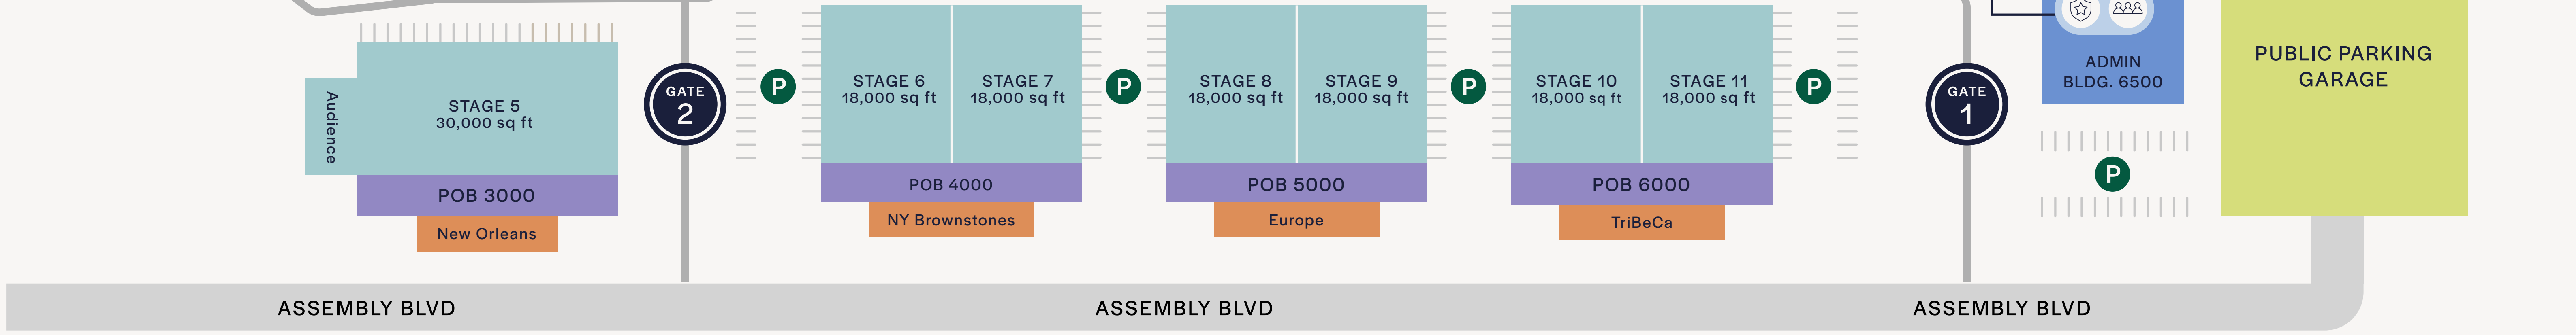 Audience
STAGE 5
30,000 sq ft
POB 3000
New Orleans
GATE
2
P
STAGE 6
18,000 sq ft
STAGE 7
18,000 sq ft
POB 4000
NY Brownstones
P
STAGE 8
18,000 sq ft
STAGE 9
18,000 sq ft
POB 5000
Europe
P
STAGE 10
18,000 sq ft
STAGE 11
18,000 sq ft
POB 6000
TriBeCa
P
GATE
1
ADMIN
BLDG. 6500
P
PUBLIC PARKING
GARAGE
ASSEMBLY BLVD
ASSEMBLY BLVD
ASSEMBLY BLVD